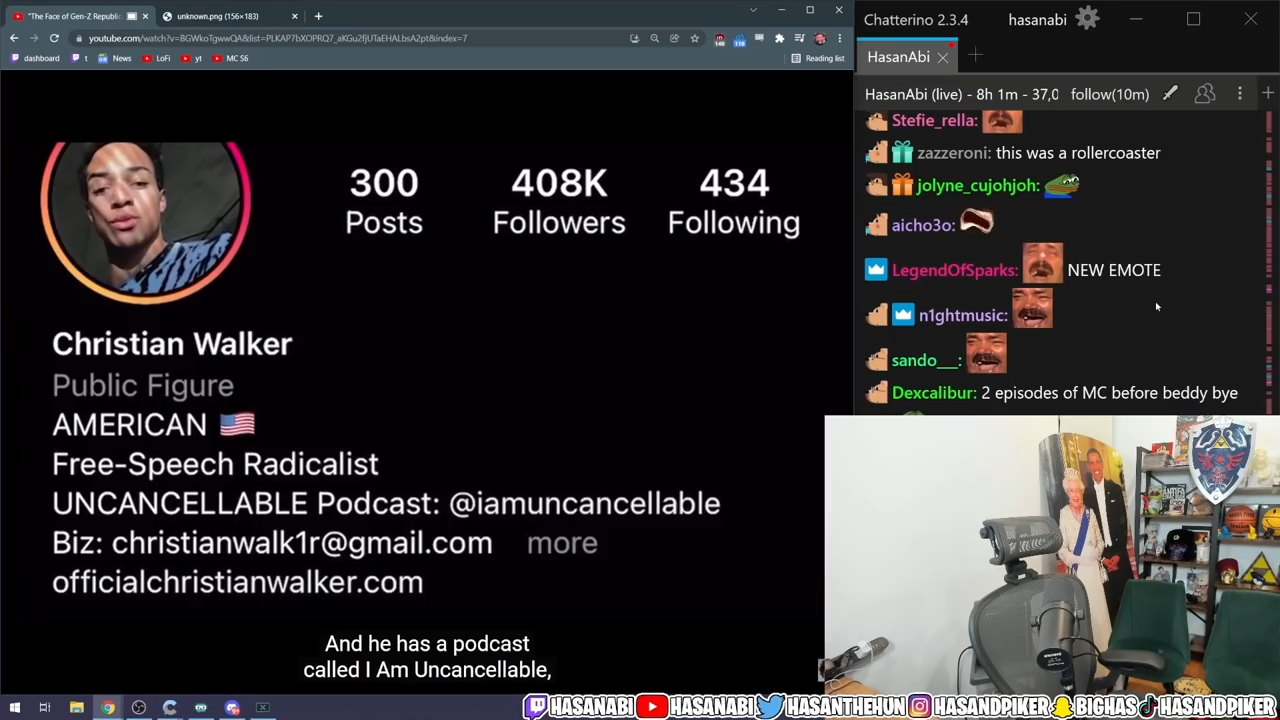 "The Face of Gen-Z Republic
unknown.png (156×183)
youtube.com/watch?v=BGWkoTgwwQA&list=PLKAP7bXOPRQ7_aKGu2fjUTaEHALbsA2pt&index=7
140
110
dashboard
t
News
LoFi
yt
MC S6
Reading list
300
Posts
408K
Followers
434
Following
Christian Walker
Public Figure
AMERICAN
Free-Speech Radicalist
UNCANCELLABLE Podcast: @iamuncancellable
Biz: christianwalk1r@gmail.com more
officialchristianwalker.com
And he has a podcast
called I Am Uncancellable,
Chatterino 2.3.4
hasanabi
HasanAbi
HasanAbi (live) - 8h 1m - 37,0
follow(10m)
Stefie_rella:
zazzeroni: this was a rollercoaster
jolyne_cujohjoh:
aicho3o:
LegendOfSparks: NEW EMOTE
n1ghtmusic:
sando__:
Dexcalibur: 2 episodes of MC before beddy bye
HASANABI
HASANABI
HASANTHEHUN
HASANDPIKER
BIGHAS
HASANDPIKER